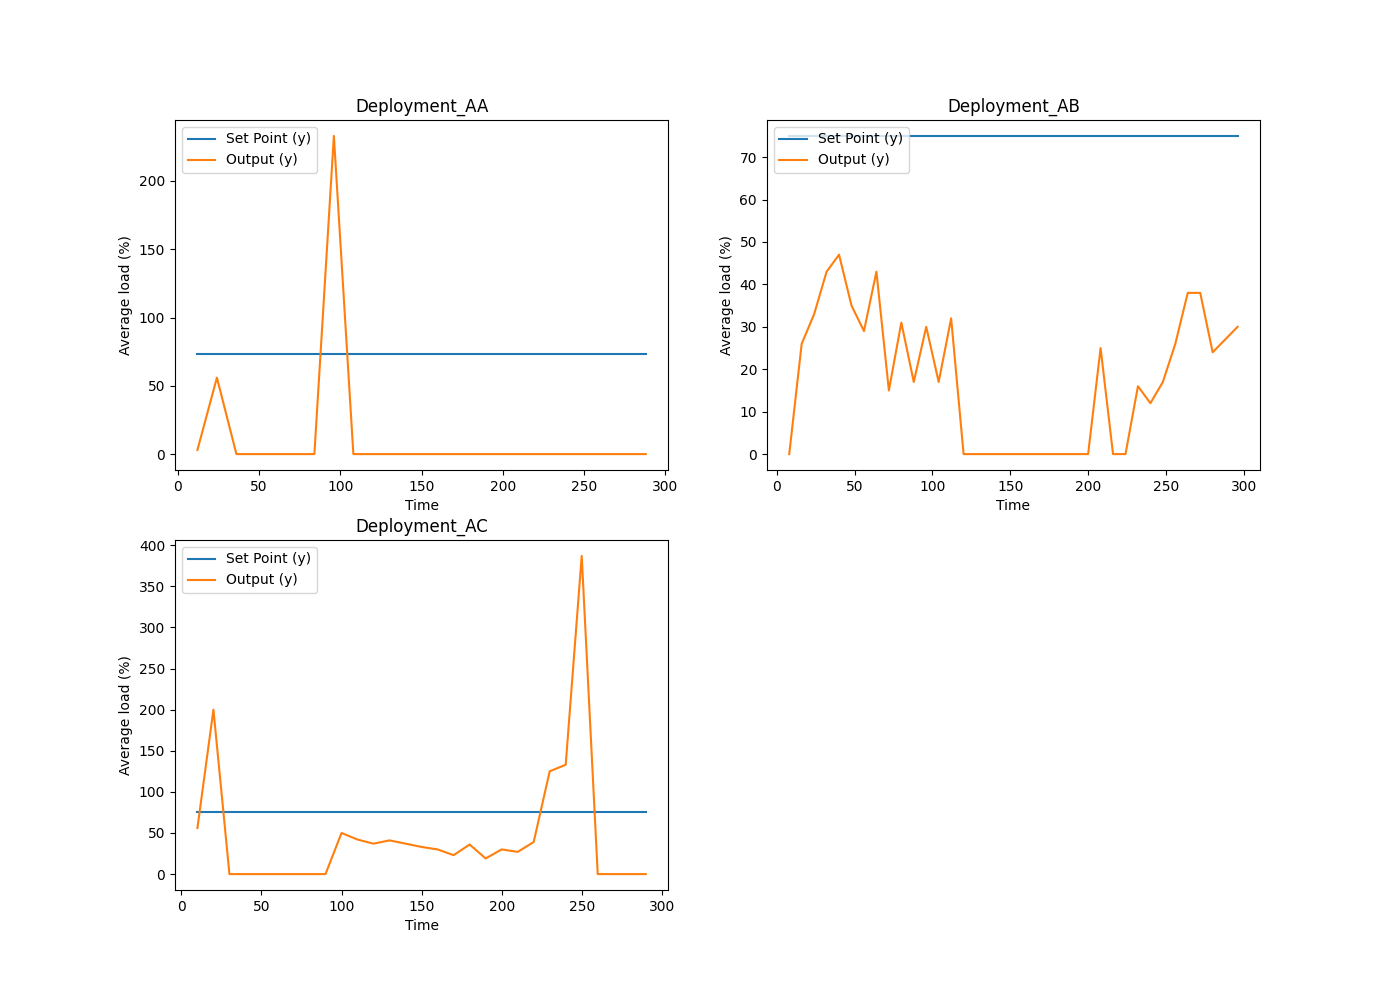 Deployment_AA
Set Point (y)
Output (y)
Average load (%)
200
150
100
50
0
0 50 100 150 200 250 300
Time
Deployment_AB
Set Point (y)
Output (y)
Average load (%)
70
60
50
40
30
20
10
0
0 50 100 150 200 250 300
Time
Deployment_AC
Set Point (y)
Output (y)
Average load (%)
400
350
300
250
200
150
100
50
0
0 50 100 150 200 250 300
Time